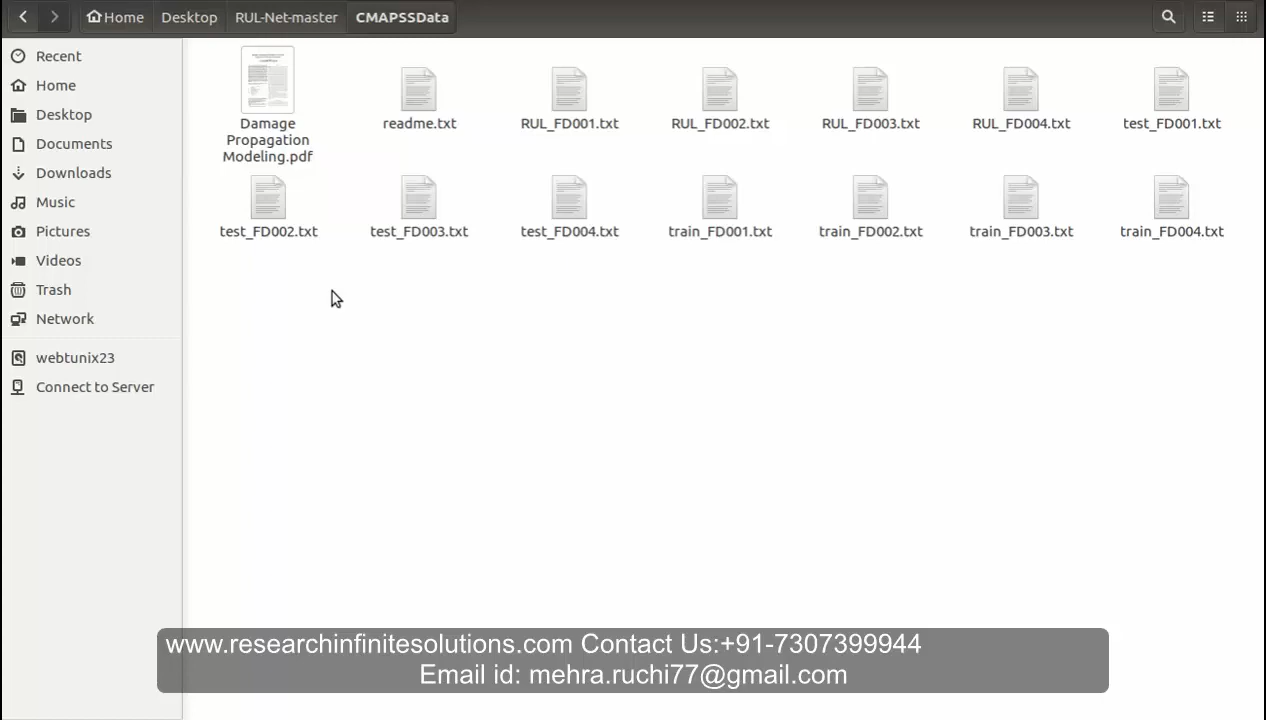 Home Desktop RUL-Net-master CMAPSSData
Recent
Home
Desktop
Documents
Downloads
Music
Pictures
Videos
Trash
Network
webtunix23
Connect to Server
Damage
Propagation
Modeling.pdf
readme.txt
RUL_FD001.txt
RUL_FD002.txt
RUL_FD003.txt
RUL_FD004.txt
test_FD001.txt
test_FD002.txt
test_FD003.txt
test_FD004.txt
train_FD001.txt
train_FD002.txt
train_FD003.txt
train_FD004.txt
www.researchinfinitesolutions.com Contact Us:+91-7307399944
Email id: mehra.ruchi77@gmail.com